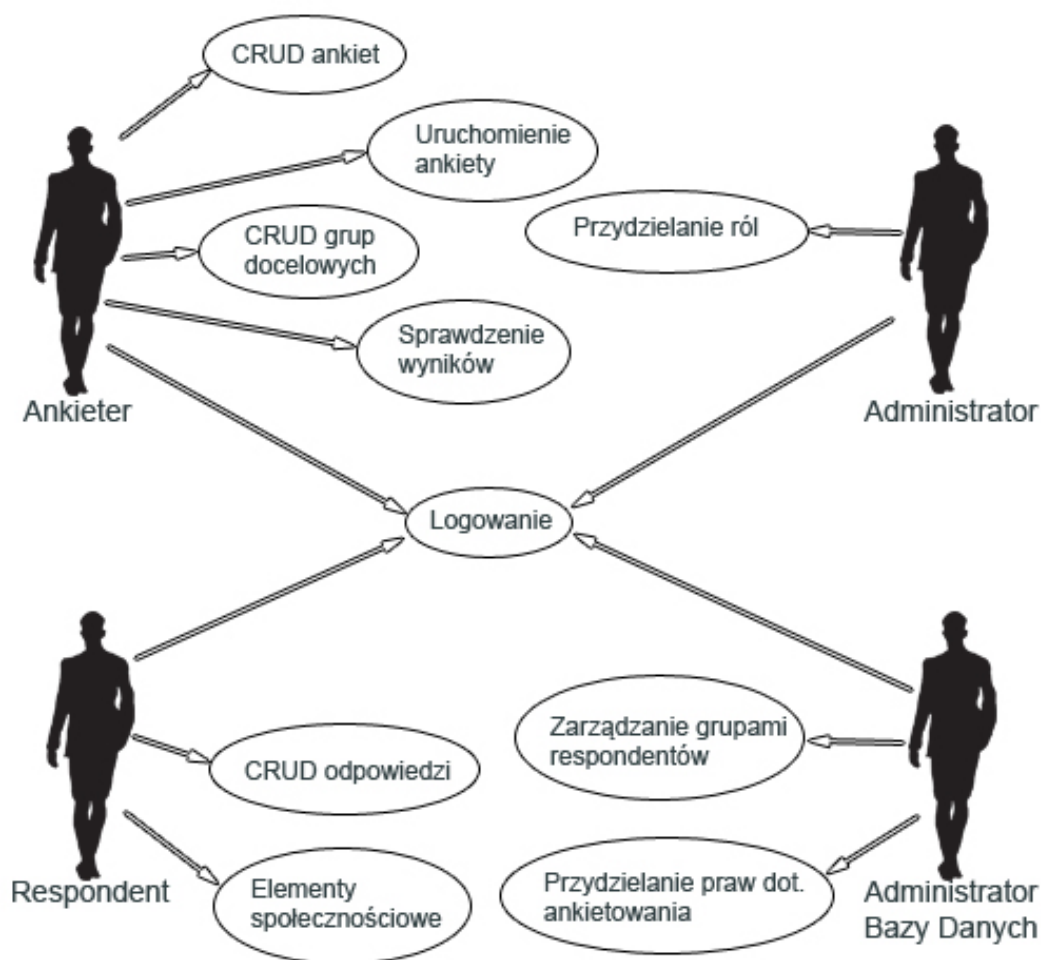 CRUD ankiet
Uruchomienie
ankiety
CRUD grup
docelowych
Przydzielanie ról
Sprawdzenie
wyników
Ankieter
Administrator
Logowanie
Zarządzanie grupami
respondentów
CRUD odpowiedzi
Respondent
Elementy
społecznościowe
Przydzielanie praw dot.
ankietowania
Administrator
Bazy Danych